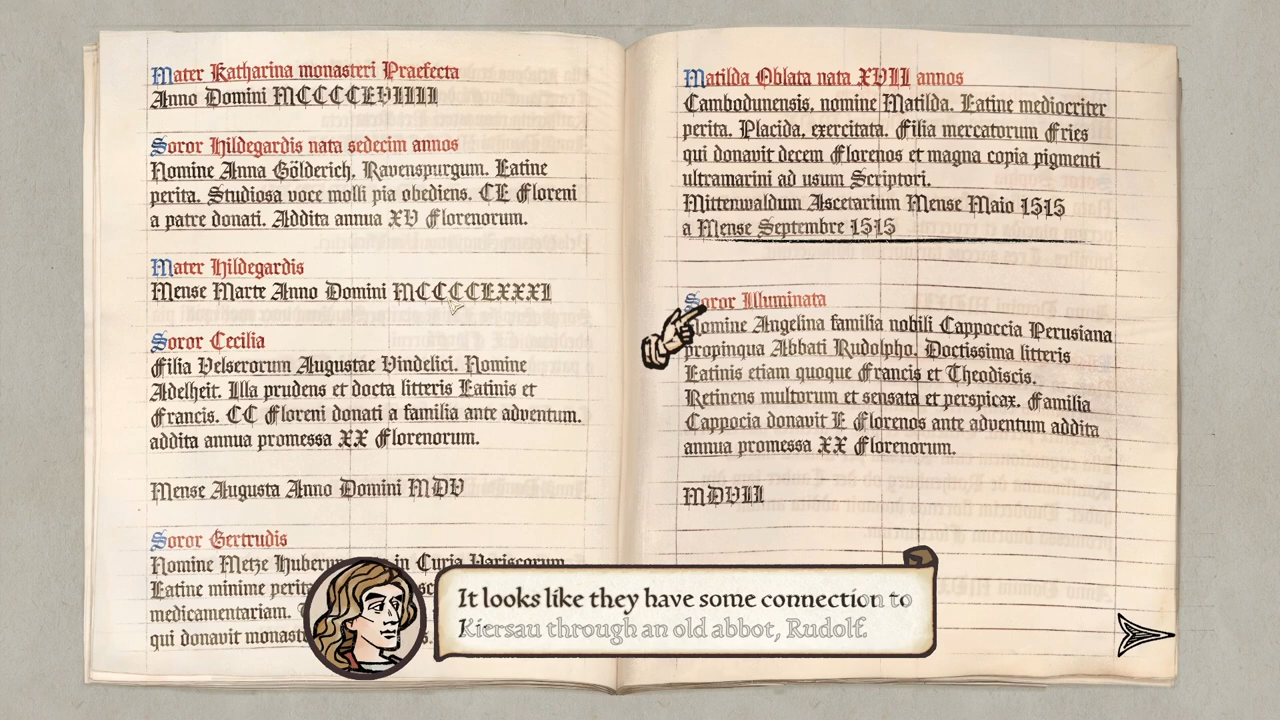 Mater Katharina monasteri Praefecta
Anno Domini MCCCCLVIIII
Soror Hildegardis nata sedecim annos
Nomine Anna Gölderich, Ravenspurgum. Latine
perita. Studiosa voce molli pia obediens. CL Floreni
a patre donati. Addita annua XV Florenorum.
Mater Hildegardis
Mense Marte Anno Domini MCCCCLXXXI
Soror Cecilia
Filia Velserorum Augustae Vindelici. Nomine
Adelheit. Illa prudens et docta litteris Latinis et
Francis. CC Floreni donati a familia ante adventum.
addita annua promessa XX Florenorum.
Mense Augusta Anno Domini MDV
Soror Gertrudis
Nomine Metze in Curia Variscorum.
Latine minime
medicamentariam.
qui donavit
Matilda Oblata nata XVII annos
Cambodunensis, nomine Matilda. Latine mediocriter
perita. Placida, exercitata. Filia mercatorum Fries
qui donavit decem Florenos et magna copia pigmenti
ultramarini ad usum Scriptori.
Mittenwaldum Ascetarium Mense Maio 1515
a Mense Septembre 1515
Soror Illuminata
Nomine Angelina familia nobili Cappoccia Perusiana
propinqua Abbati Rudolpho. Doctissima litteris
Latinis etiam quoque Francis et Theodiscis.
Retinens multorum et sensata et perspicax. Familia
Cappocia donavit L Florenos ante adventum addita
annua promessa XX Florenorum.
MDVII
It looks like they have some connection to
Kiersau through an old abbot, Rudolf.